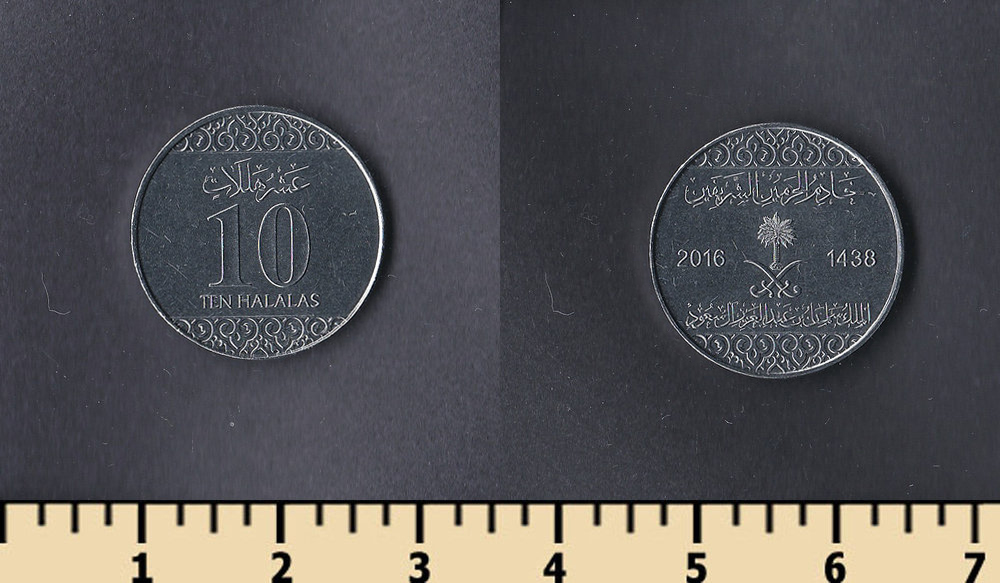 عشر هللات
10
TEN HALALAS
خادم الحرمين الشريفين
2016 1438
الملك سلمان بن عبدالعزيز آل سعود
1 2 3 4 5 6 7